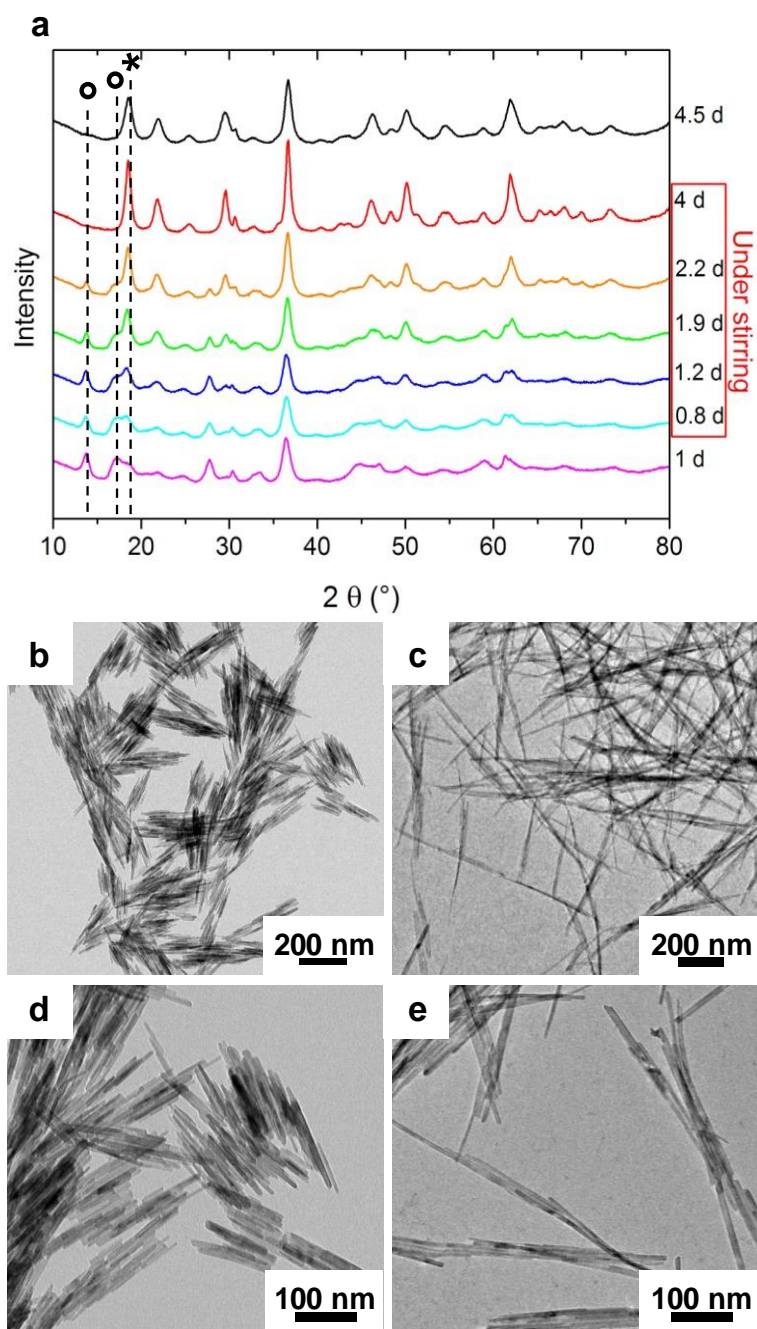 a
*
4.5 d
4 d
2.2 d
1.9 d
1.2 d
0.8 d
1 d
Under stirring
Intensity
10 20 30 40 50 60 70 80
2 θ (°)
b
c
200 nm
200 nm
d
e
100 nm
100 nm